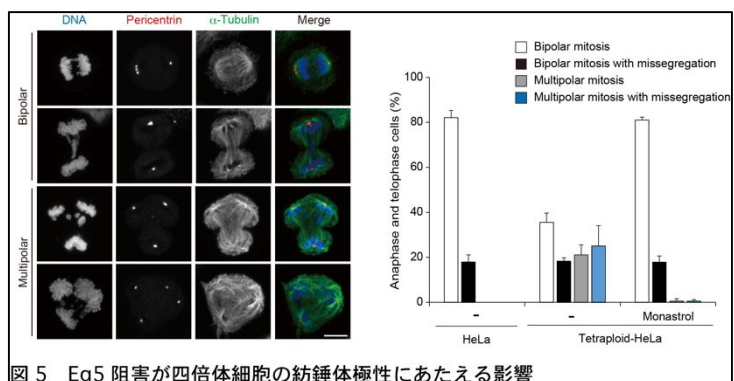 DNA Pericentrin α-Tubulin Merge
Bipolar
Multipolar
Bipolar mitosis
Bipolar mitosis with missegregation
Multipolar mitosis
Multipolar mitosis with missegregation
Anaphase and telophase cells (%)
100
80
60
40
20
0
- - Monastrol
HeLa Tetraploid-HeLa
図 5 Eg5 阻害が四倍体細胞の紡錘体極性にあたえる影響